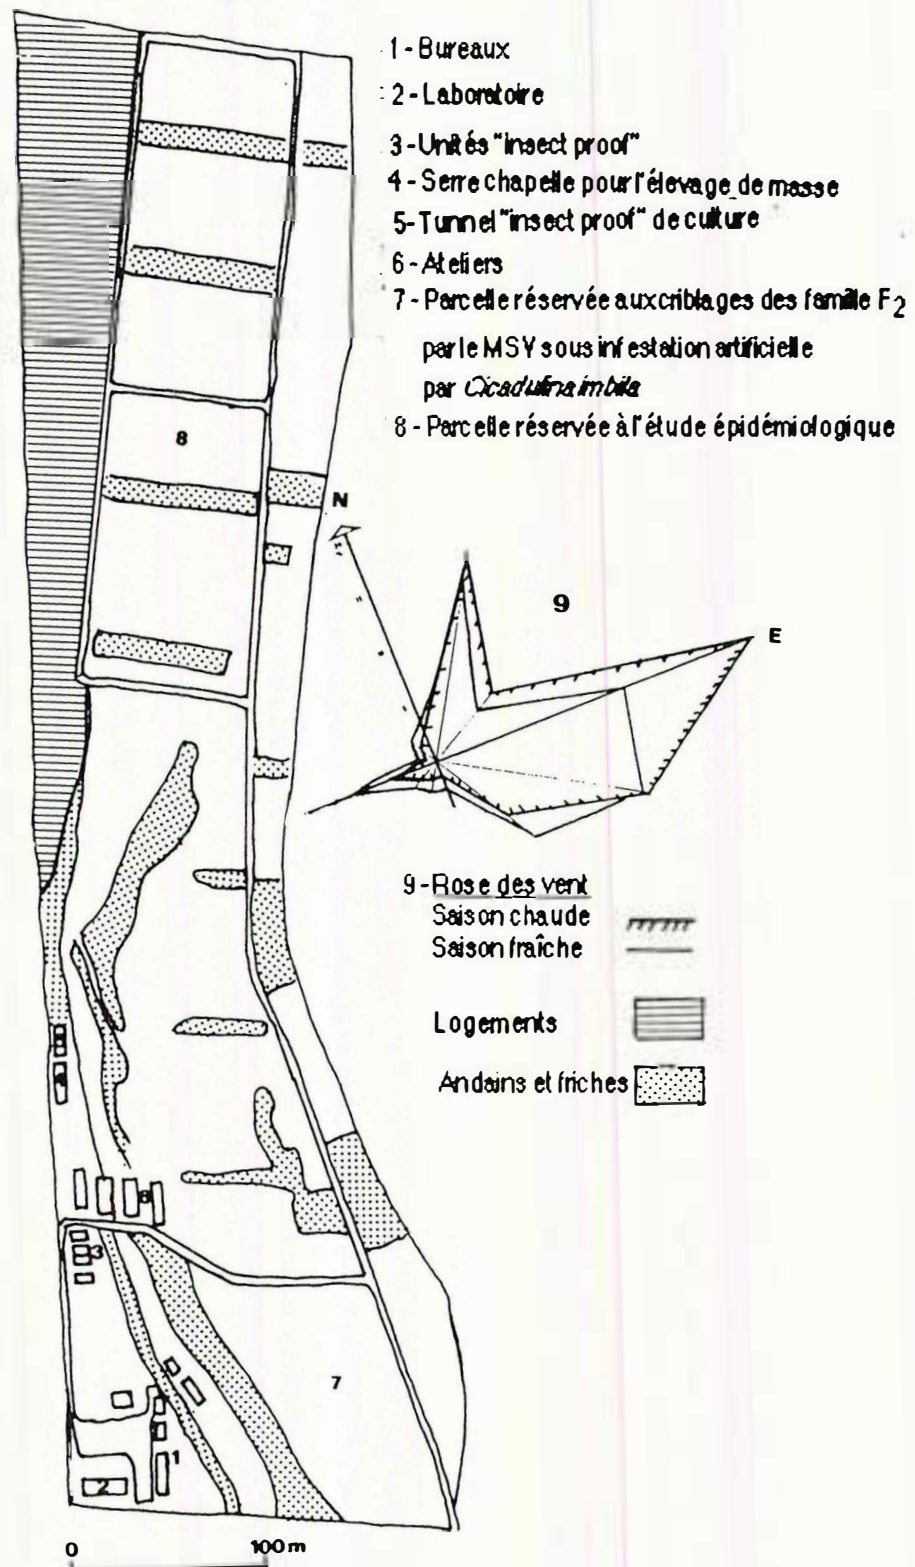 1 - Bureaux
2 - Laboratoire
3 - Unités "insect proof"
4 - Serre chapelle pour l'élevage de masse
5 - Tunnel "insect proof" de culture
6 - Ateliers
7 - Parcelle réservée aux criblages des famille F2
par le MSV sous infestation artificielle
par Cicadulina mbila
8 - Parcelle réservée à l'étude épidémiologique
8
N
9
E
9 - Rose des vent
Saison chaude
Saison fraîche
Logements
Andains et friches
3
7
1
2
0 100 m